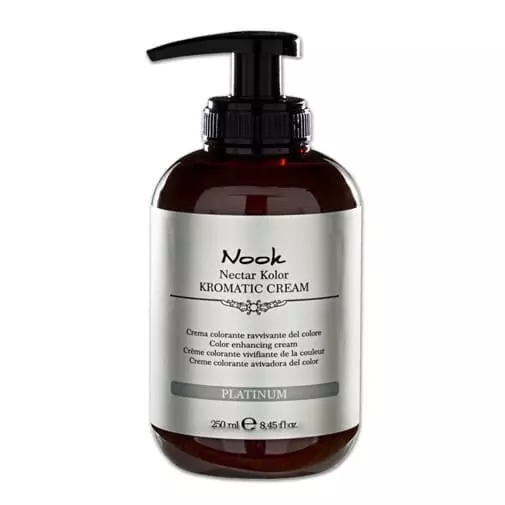 Nook
Nectar Kolor
KROMATIC CREAM
Crema colorante ravvivante del colore
Color enhancing cream
Crème colorante vivifiante de la couleur
Creme colorante avivadora del color
PLATINUM
250 ml e 8,45 fl.oz.